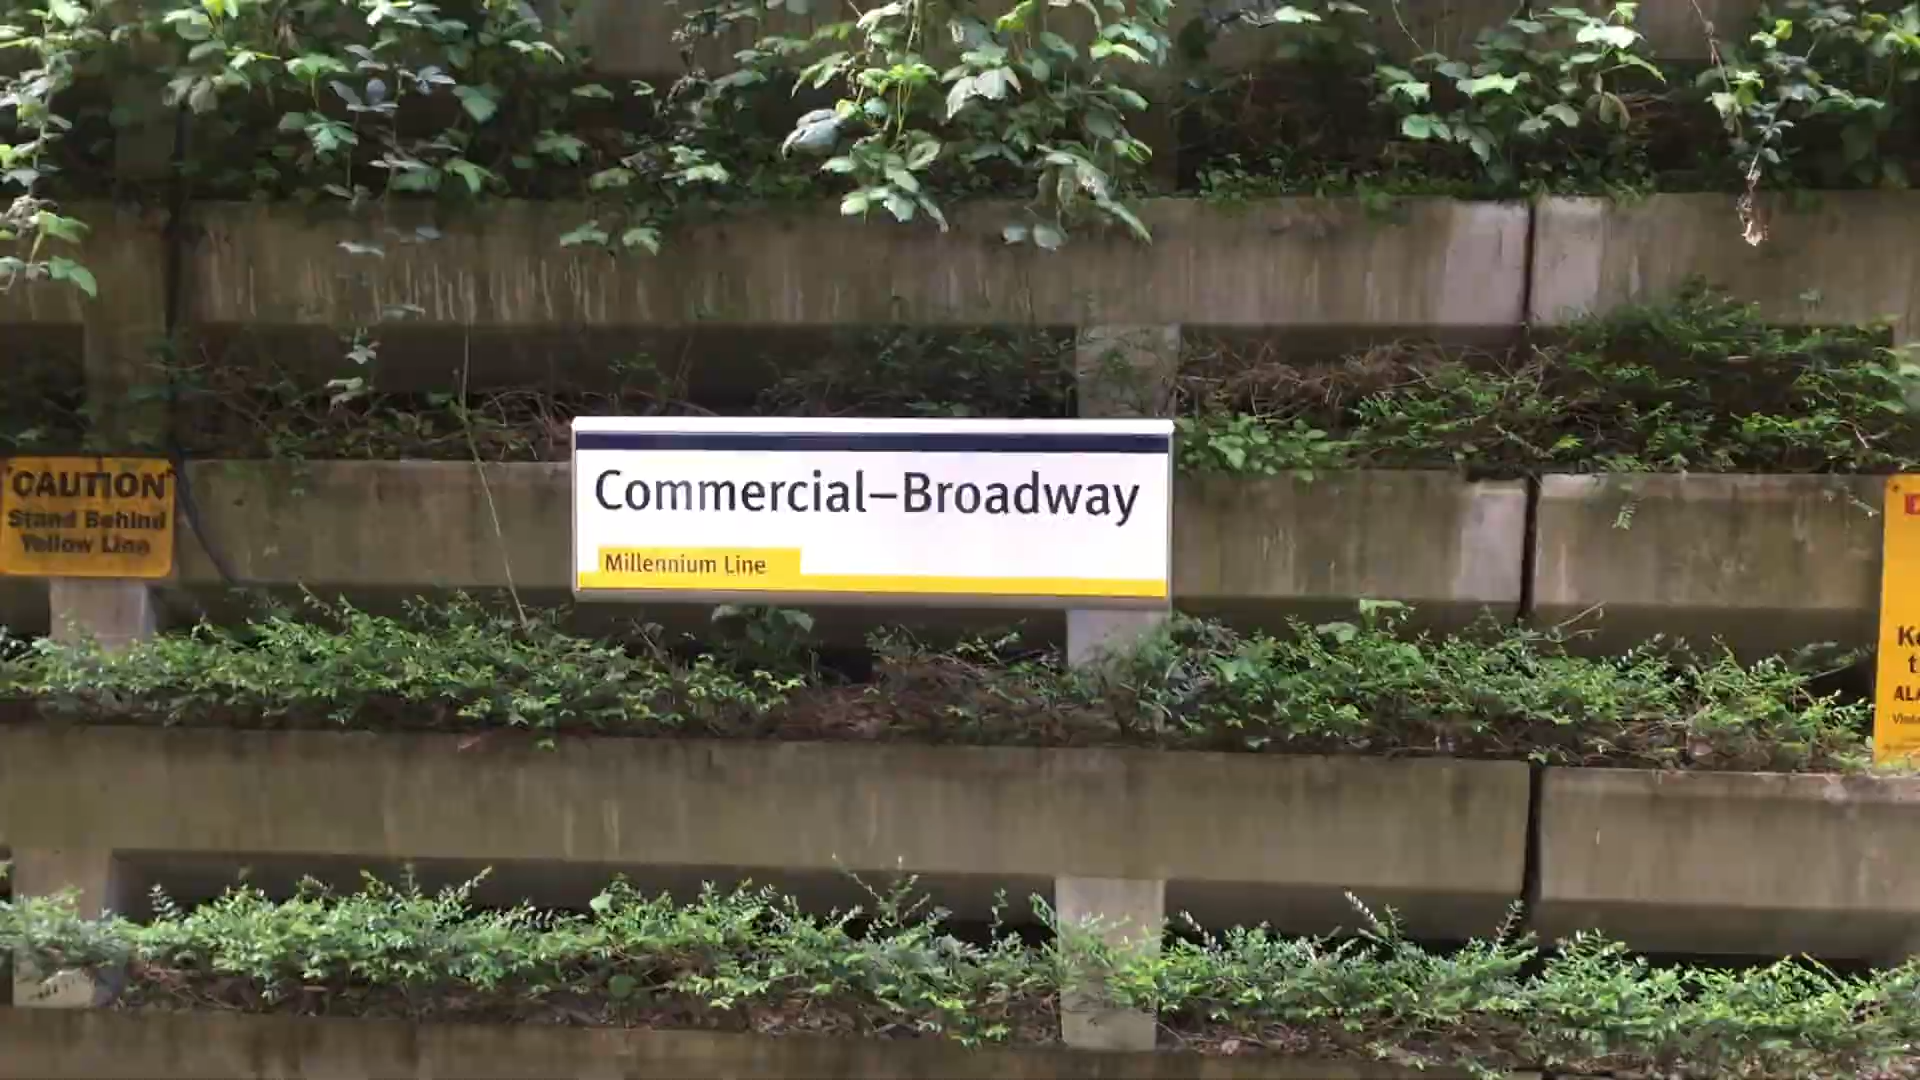 CAUTION
Stand Behind
Yellow Line
Commercial–Broadway
Millennium Line